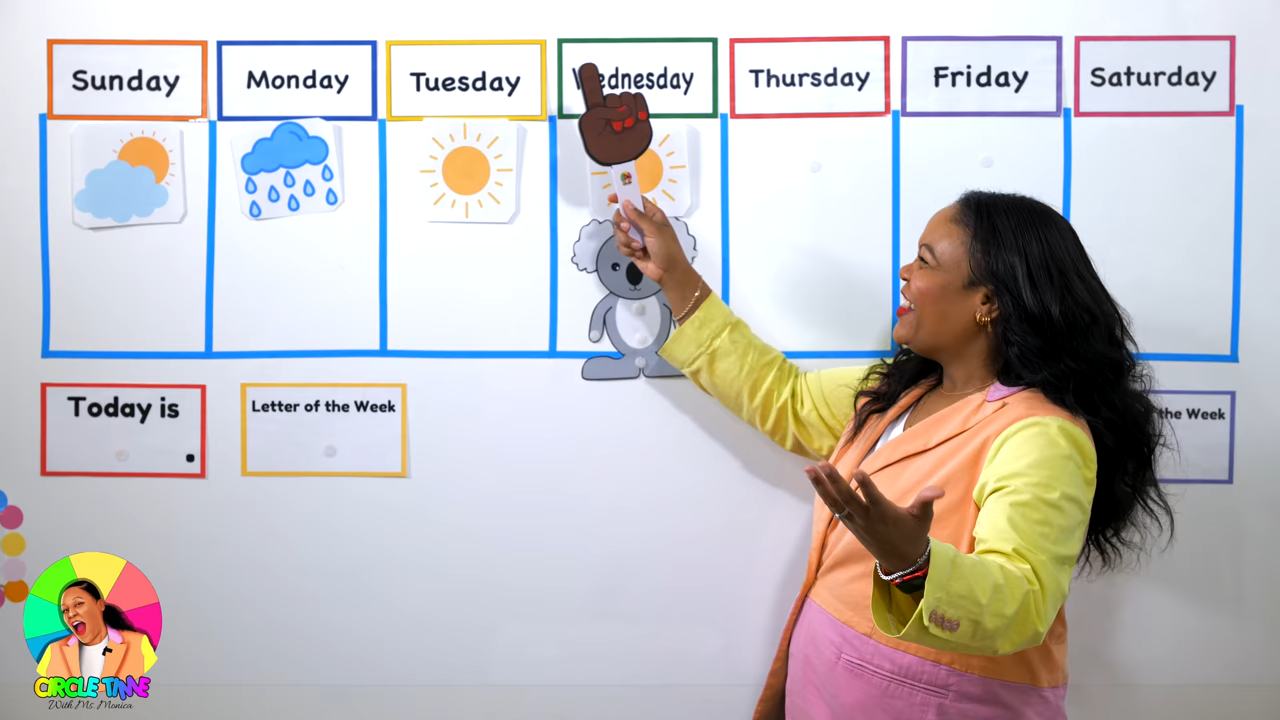 Sunday
Monday
Tuesday
Wednesday
Thursday
Friday
Saturday
Today is
Letter of the Week
the Week
CIRCLE TIME
With Ms. Monica